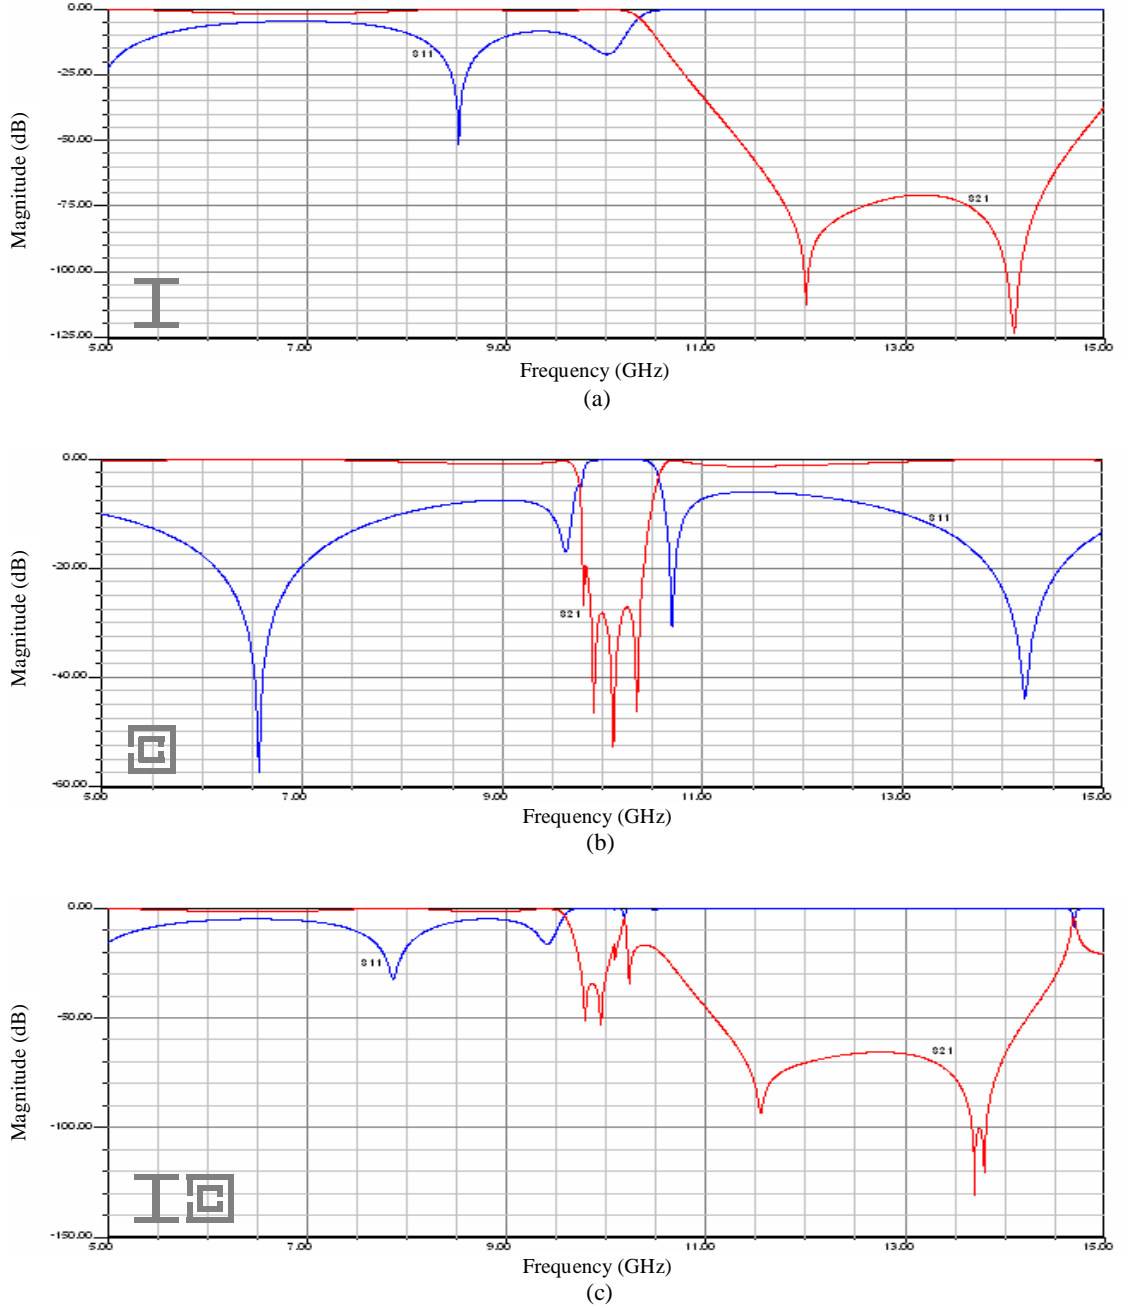 0.00
-25.00
-50.00
-75.00
-100.00
-125.00
Magnitude (dB)
S11
S21
5.00 7.00 9.00 11.00 13.00 15.00
Frequency (GHz)
(a)
0.00
-20.00
-40.00
-60.00
Magnitude (dB)
S11
S21
5.00 7.00 9.00 11.00 13.00 15.00
Frequency (GHz)
(b)
0.00
-50.00
-100.00
-150.00
Magnitude (dB)
S11
S21
5.00 7.00 9.00 11.00 13.00 15.00
Frequency (GHz)
(c)